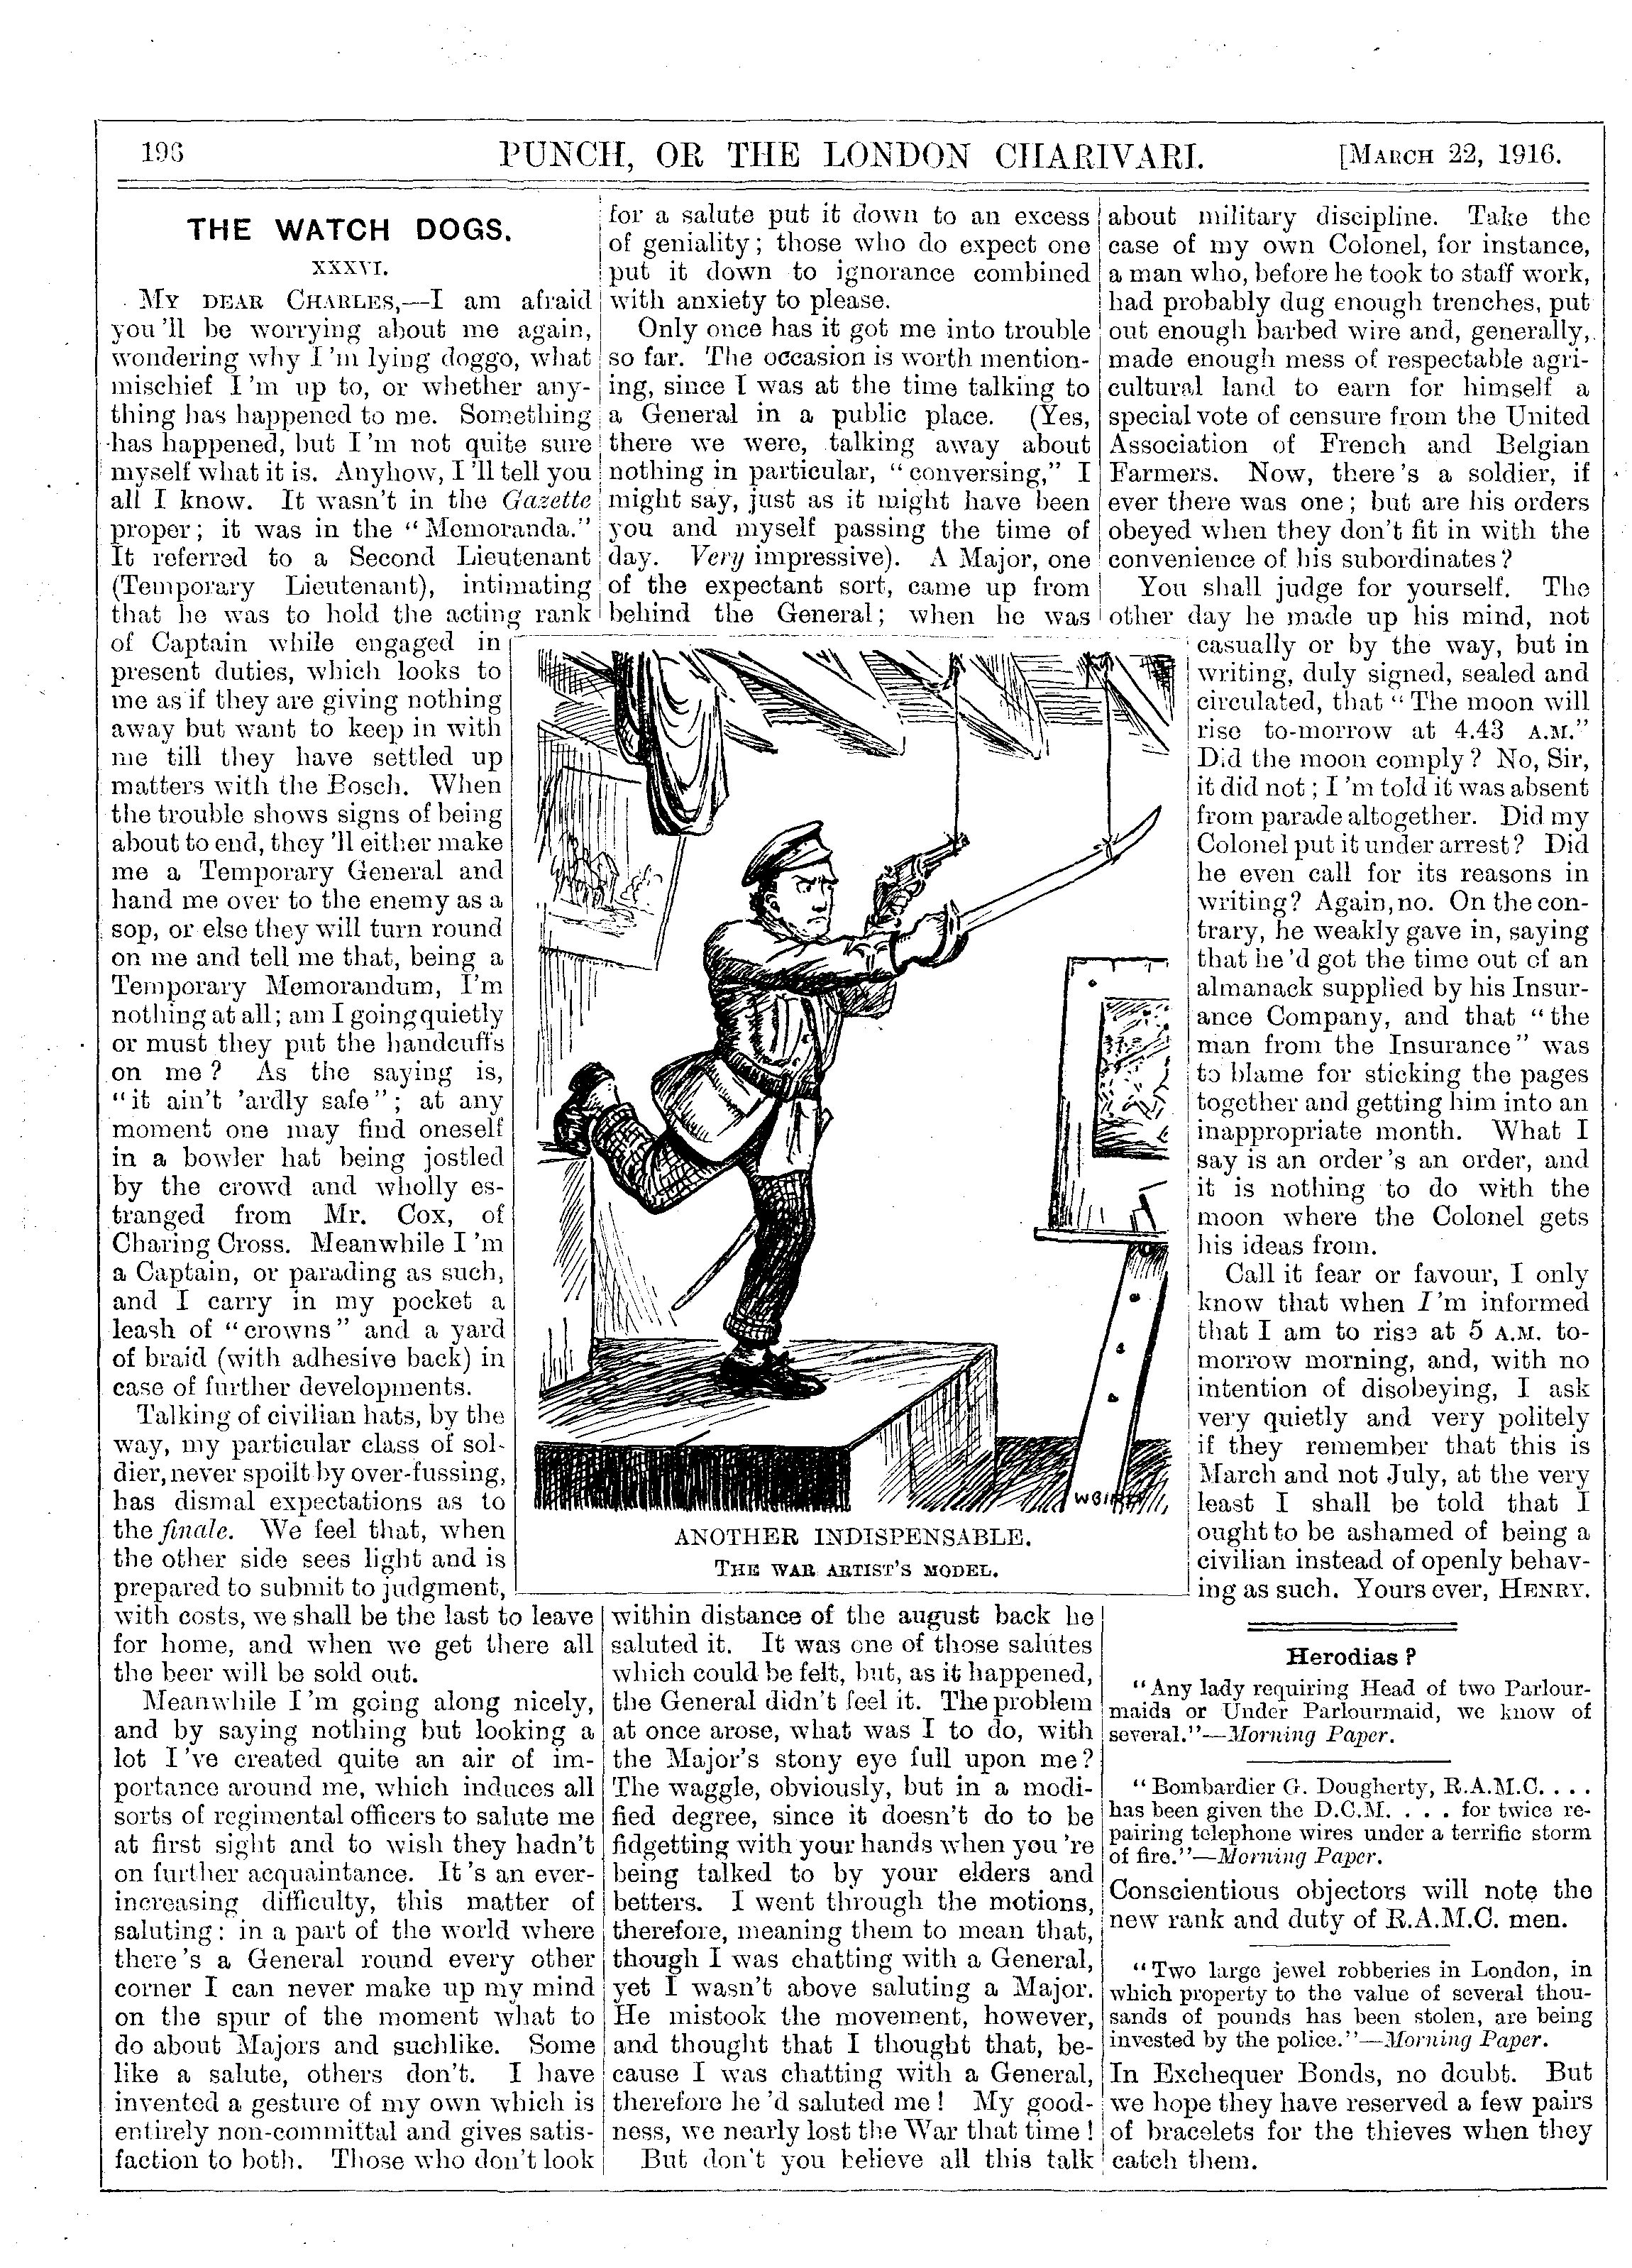 196
PUNCH, OR THE LONDON CHARIVARI.
[MARCH 22, 1916.
THE WATCH DOGS.
XXXVI.
MY DEAR CHARLES,—I am afraid
you'll be worrying about me again,
wondering why I'm lying doggo, what
mischief I'm up to, or whether any-
thing has happened to me. Something
has happened, but I'm not quite sure
myself what it is. Anyhow, I'll tell you
all I know. It wasn't in the Gazette
proper; it was in the "Memoranda."
It referred to a Second Lieutenant
(Temporary Lieutenant), intimating
that he was to hold the acting rank
of Captain while engaged in
present duties, which looks to
me as if they are giving nothing
away but want to keep in with
me till they have settled up
matters with the Bosch. When
the trouble shows signs of being
about to end, they'll either make
me a Temporary General and
hand me over to the enemy as a
sop, or else they will turn round
on me and tell me that, being a
Temporary Memorandum, I'm
nothing at all; am I going quietly
or must they put the handcuffs
on me? As the saying is,
"it ain't 'ardly safe"; at any
moment one may find oneself
in a bowler hat being jostled
by the crowd and wholly es-
tranged from Mr. Cox, of
Charing Cross. Meanwhile I'm
a Captain, or parading as such,
and I carry in my pocket a
leash of "crowns" and a yard
of braid (with adhesive back) in
case of further developments.
Talking of civilian hats, by the
way, my particular class of sol-
dier, never spoilt by over-fussing,
has dismal expectations as to
the finale. We feel that, when
the other side sees light and is
prepared to submit to judgment,
with costs, we shall be the last to leave
for home, and when we get there all
the beer will be sold out.
Meanwhile I'm going along nicely,
and by saying nothing but looking a
lot I've created quite an air of im-
portance around me, which induces all
sorts of regimental officers to salute me
at first sight and to wish they hadn't
on further acquaintance. It's an ever-
increasing difficulty, this matter of
saluting: in a part of the world where
there's a General round every other
corner I can never make up my mind
on the spur of the moment what to
do about Majors and suchlike. Some
like a salute, others don't. I have
invented a gesture of my own which is
entirely non-committal and gives satis-
faction to both. Those who don't look
for a salute put it down to an excess
of geniality; those who do expect one
put it down to ignorance combined
with anxiety to please.
Only once has it got me into trouble
so far. The occasion is worth mention-
ing, since I was at the time talking to
a General in a public place. (Yes,
there we were, talking away about
nothing in particular, "conversing," I
might say, just as it might have been
you and myself passing the time of
day. Very impressive). A Major, one
of the expectant sort, came up from
behind the General; when he was
W BIRD
ANOTHER INDISPENSABLE.
THE WAR ARTIST'S MODEL.
within distance of the august back he
saluted it. It was one of those salutes
which could be felt, but, as it happened,
the General didn't feel it. The problem
at once arose, what was I to do, with
the Major's stony eye full upon me?
The waggle, obviously, but in a modi-
fied degree, since it doesn't do to be
fidgetting with your hands when you're
being talked to by your elders and
betters. I went through the motions,
therefore, meaning them to mean that,
though I was chatting with a General,
yet I wasn't above saluting a Major.
He mistook the movement, however,
and thought that I thought that, be-
cause I was chatting with a General,
therefore he'd saluted me! My good-
ness, we nearly lost the War that time!
But don't you believe all this talk
about military discipline. Take the
case of my own Colonel, for instance,
a man who, before he took to staff work,
had probably dug enough trenches, put
out enough barbed wire and, generally,
made enough mess of respectable agri-
cultural land to earn for himself a
special vote of censure from the United
Association of French and Belgian
Farmers. Now, there's a soldier, if
ever there was one; but are his orders
obeyed when they don't fit in with the
convenience of his subordinates?
You shall judge for yourself. The
other day he made up his mind, not
casually or by the way, but in
writing, duly signed, sealed and
circulated, that "The moon will
rise to-morrow at 4.43 A.M."
Did the moon comply? No, Sir,
it did not; I'm told it was absent
from parade altogether. Did my
Colonel put it under arrest? Did
he even call for its reasons in
writing? Again, no. On the con-
trary, he weakly gave in, saying
that he'd got the time out of an
almanack supplied by his Insur-
ance Company, and that "the
man from the Insurance" was
to blame for sticking the pages
together and getting him into an
inappropriate month. What I
say is an order's an order, and
it is nothing to do with the
moon where the Colonel gets
his ideas from.
Call it fear or favour, I only
know that when I'm informed
that I am to rise at 5 A.M. to-
morrow morning, and, with no
intention of disobeying, I ask
very quietly and very politely
if they remember that this is
March and not July, at the very
least I shall be told that I
ought to be ashamed of being a
civilian instead of openly behav-
ing as such. Yours ever, HENRY.
Herodias?
"Any lady requiring Head of two Parlour-
maids or Under Parlourmaid, we know of
several."—Morning Paper.
"Bombardier G. Dougherty, R.A.M.C. . . .
has been given the D.C.M. . . . for twice re-
pairing telephone wires under a terrific storm
of fire."—Morning Paper.
Conscientious objectors will note the
new rank and duty of R.A.M.C. men.
"Two large jewel robberies in London, in
which property to the value of several thou-
sands of pounds has been stolen, are being
invested by the police."—Morning Paper.
In Exchequer Bonds, no doubt. But
we hope they have reserved a few pairs
of bracelets for the thieves when they
catch them.